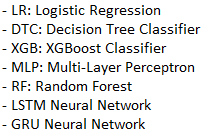 - LR: Logistic Regression
- DTC: Decision Tree Classifier
- XGB: XGBoost Classifier
- MLP: Multi-Layer Perceptron
- RF: Random Forest
- LSTM Neural Network
- GRU Neural Network